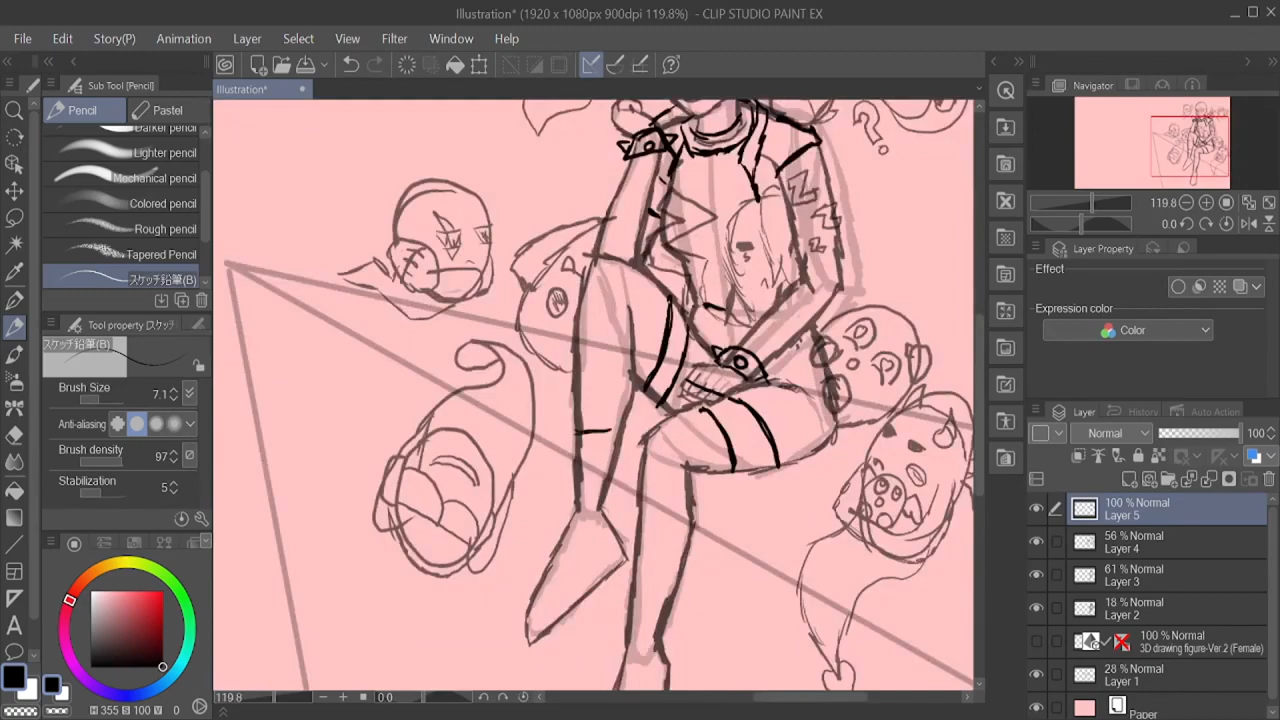 Illustration* (1920 x 1080px 900dpi 119.8%) - CLIP STUDIO PAINT EX
File Edit Story(P) Animation Layer Select View Filter Window Help
Sub Tool [Pencil]
Illustration*
Navigator
Pencil Pastel
Darker pencil
Lighter pencil
Mechanical pencil
Colored pencil
Rough pencil
Tapered Pencil
スケッチ鉛筆(B)
119.8
0.0
Layer Property
Effect
Expression color
Color
Tool property [スケッチ
スケッチ鉛筆(B)
Brush Size 7.1
Anti-aliasing
Brush density 97
Stabilization 5
Layer History Auto Action
Normal 100
100 % Normal
Layer 5
56 % Normal
Layer 4
61 % Normal
Layer 3
18 % Normal
Layer 2
100 % Normal
3D drawing figure-Ver.2 (Female)
28 % Normal
Layer 1
Paper
119.8 0.0
H 355 S 100 V 0
?
Z
Z
Z